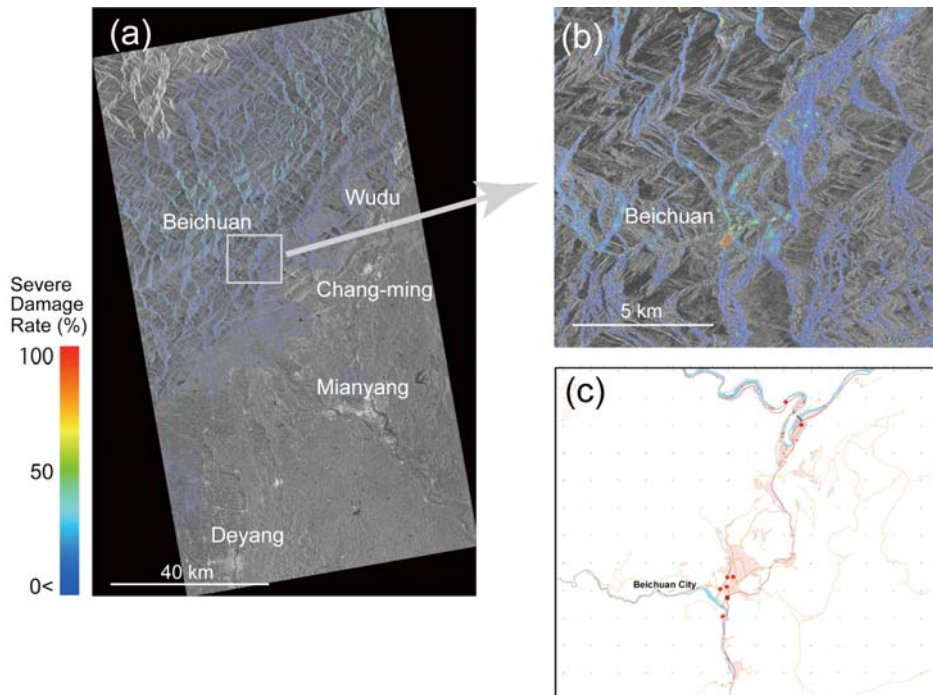 (a)
Wudu
Beichuan
Chang-ming
Mianyang
Deyang
40 km
Severe
Damage
Rate (%)
100
50
0<
(b)
Beichuan
5 km
(c)
Beichuan City